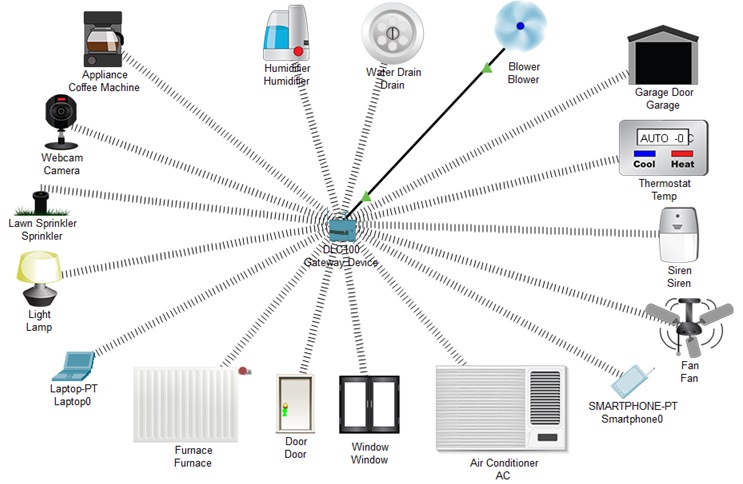 Appliance
Coffee Machine
Humidifier
Humidifier
Water Drain
Drain
Blower
Blower
Garage Door
Garage
Webcam
Camera
AUTO -0 C
Cool Heat
Thermostat
Temp
Lawn Sprinkler
Sprinkler
DLC100
Gateway Device
Siren
Siren
Light
Lamp
Fan
Fan
Laptop-PT
Laptop0
SMARTPHONE-PT
Smartphone0
Furnace
Furnace
Door
Door
Window
Window
Air Conditioner
AC